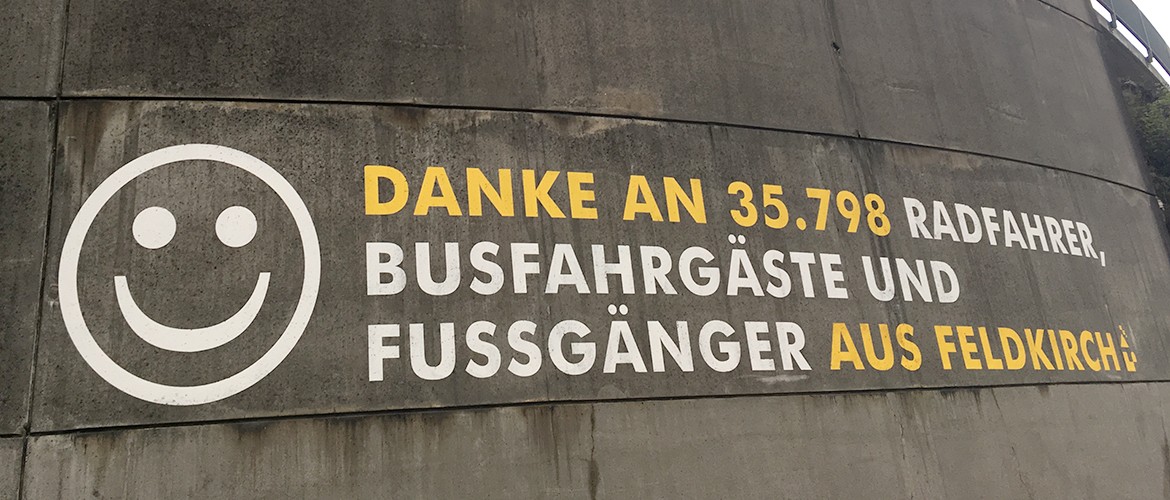 DANKE AN 35.798 RADFAHRER,
BUSFAHRGÄSTE UND
FUSSGÄNGER AUS FELDKIRCH